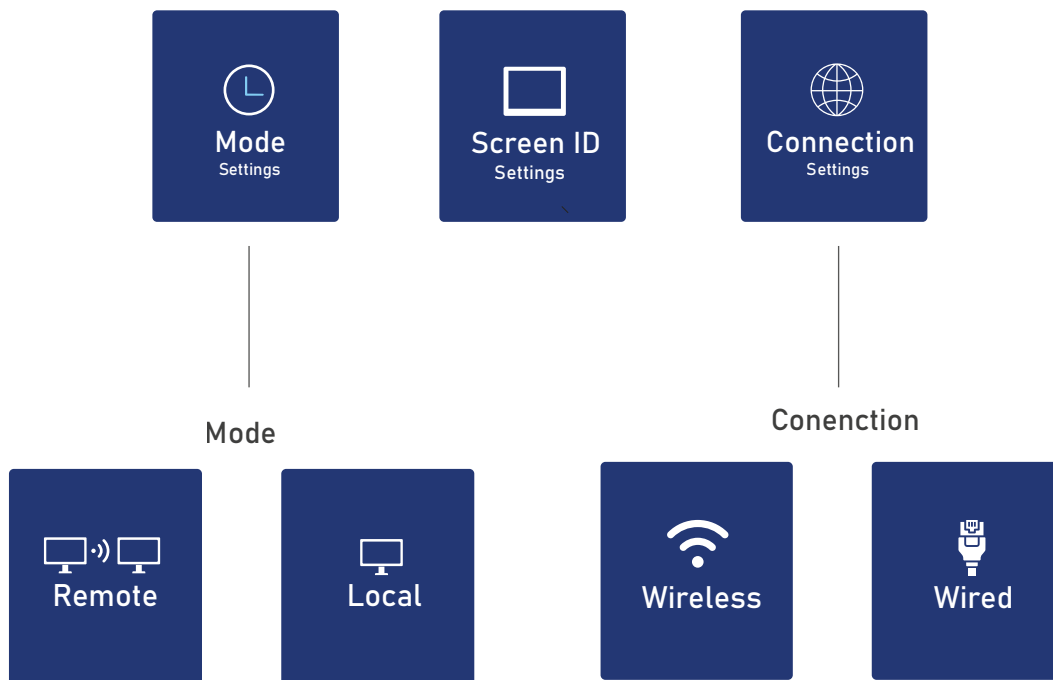 Mode
Settings
Screen ID
Settings
Connection
Settings
Mode
Conenction
Remote
Local
Wireless
Wired